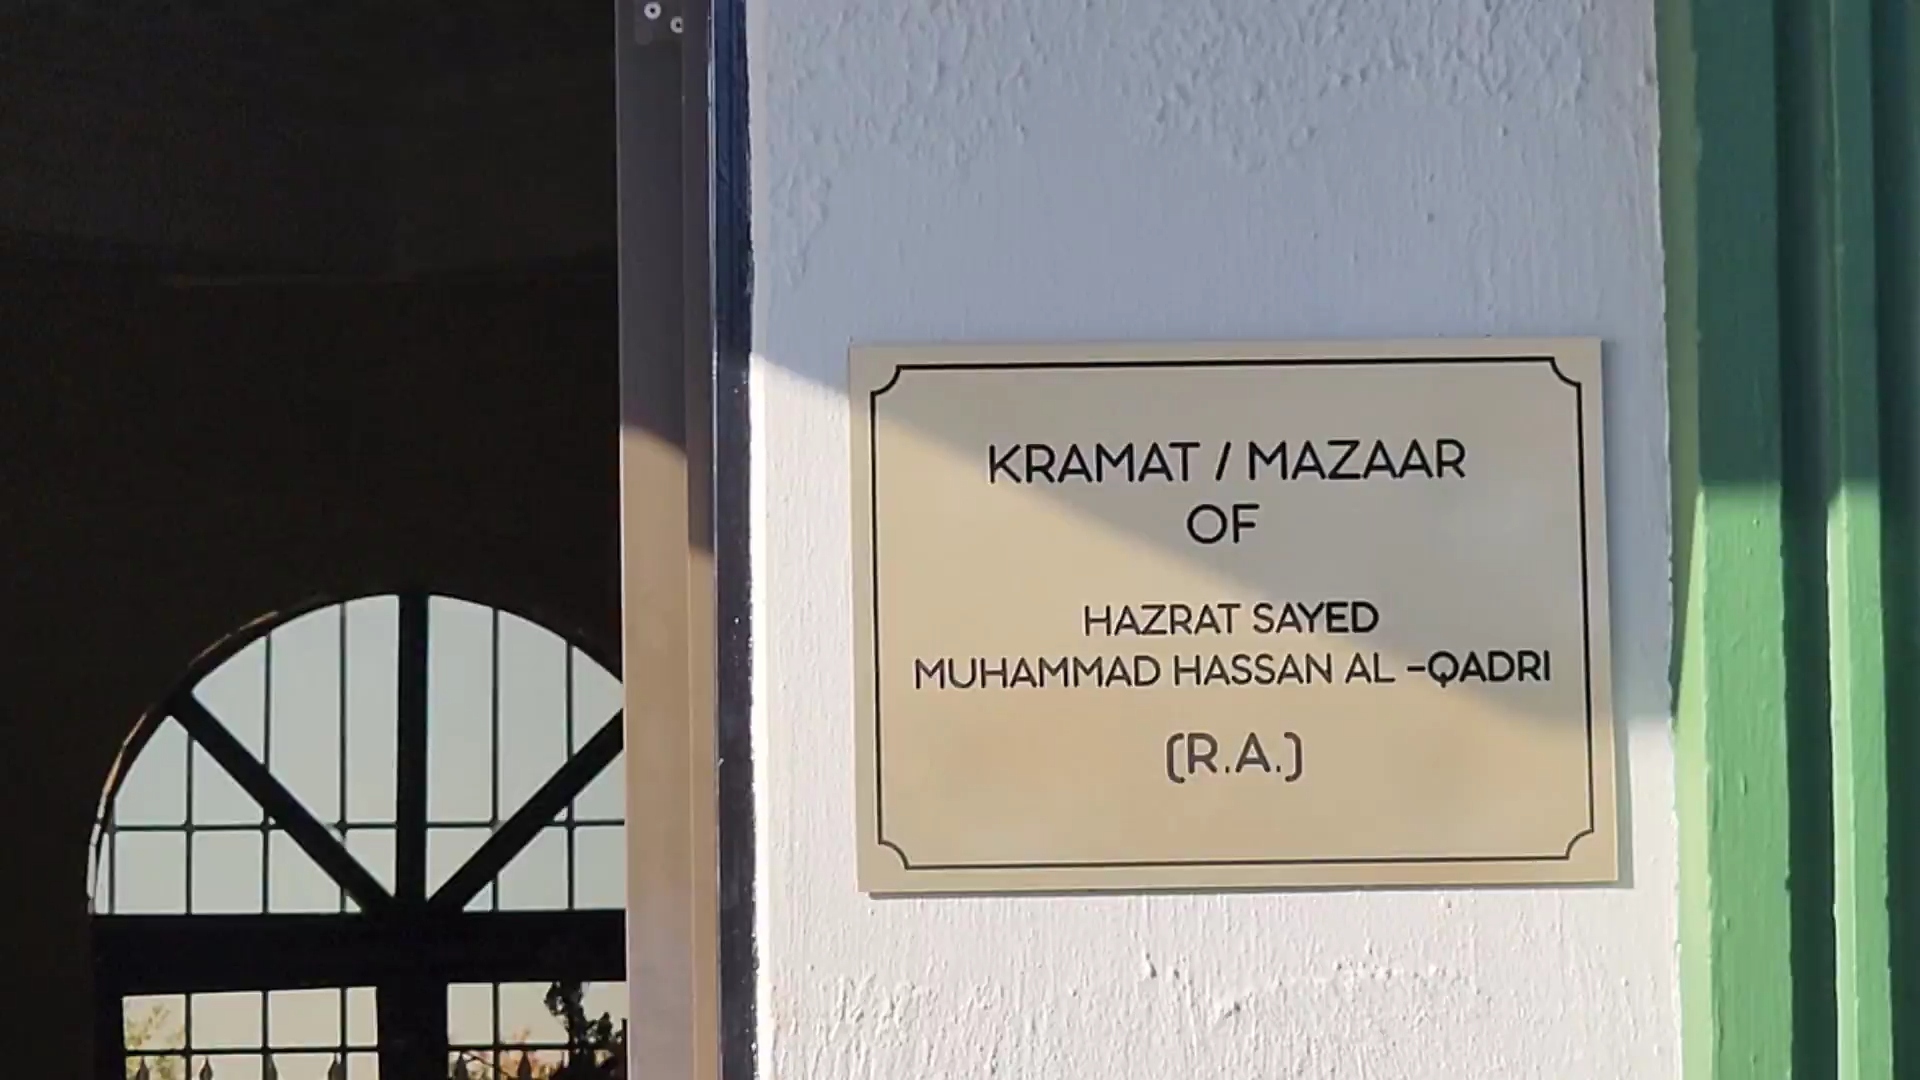 KRAMAT / MAZAAR
OF
HAZRAT SAYED
MUHAMMAD HASSAN AL -QADRI
(R.A.)